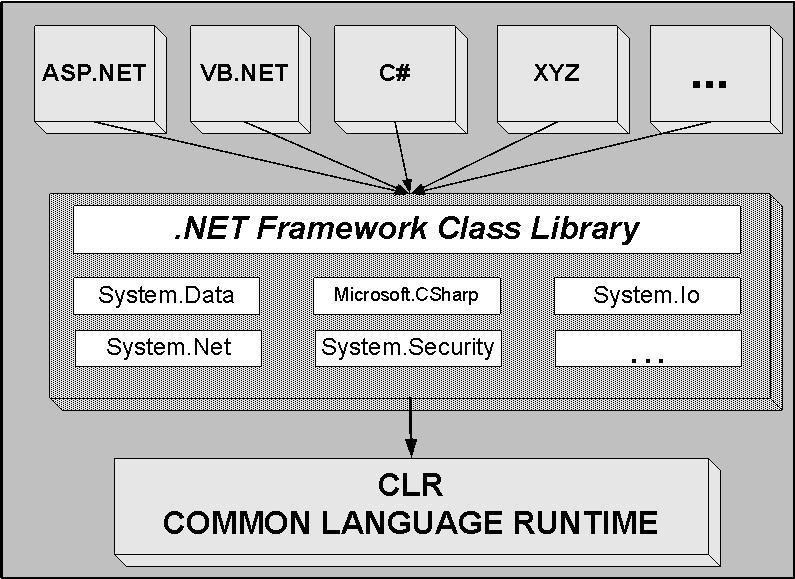 ASP.NET
VB.NET
C#
XYZ
...
.NET Framework Class Library
System.Data
Microsoft.CSharp
System.Io
System.Net
System.Security
...
CLR
COMMON LANGUAGE RUNTIME